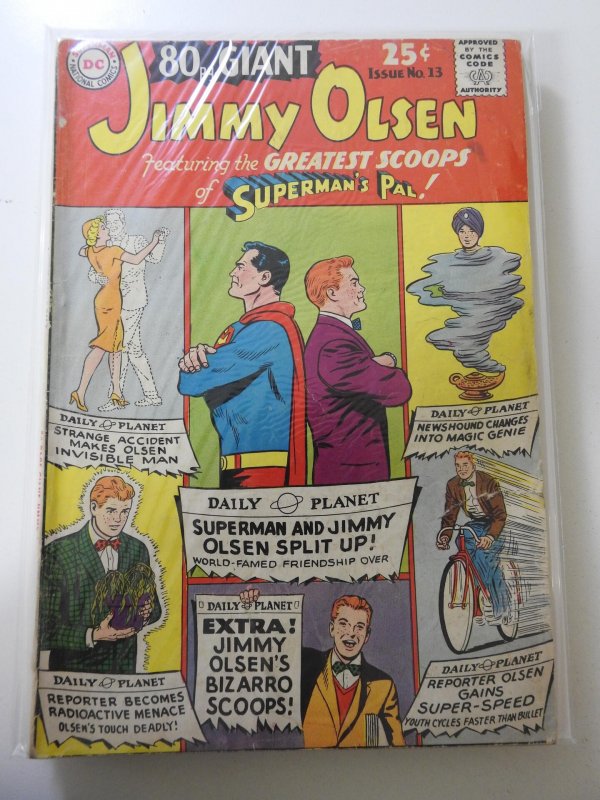 SUPERMAN
DC
NATIONAL COMICS
80 PG. GIANT
25¢
ISSUE No. 13
APPROVED
BY THE
COMICS
CODE
CA
AUTHORITY
JIMMY OLSEN
Featuring the GREATEST SCOOPS
of SUPERMAN'S PAL!
DAILY PLANET
STRANGE ACCIDENT
MAKES OLSEN
INVISIBLE MAN
DAILY PLANET
NEWSHOUND CHANGES
INTO MAGIC GENIE
DAILY PLANET
SUPERMAN AND JIMMY
OLSEN SPLIT UP!
WORLD-FAMED FRIENDSHIP OVER
DAILY PLANET
REPORTER BECOMES
RADIOACTIVE MENACE
OLSEN'S TOUCH DEADLY!
DAILY PLANET
EXTRA!
JIMMY
OLSEN'S
BIZARRO
SCOOPS!
DAILY PLANET
REPORTER OLSEN
GAINS
SUPER-SPEED
YOUTH CYCLES FASTER THAN BULLET